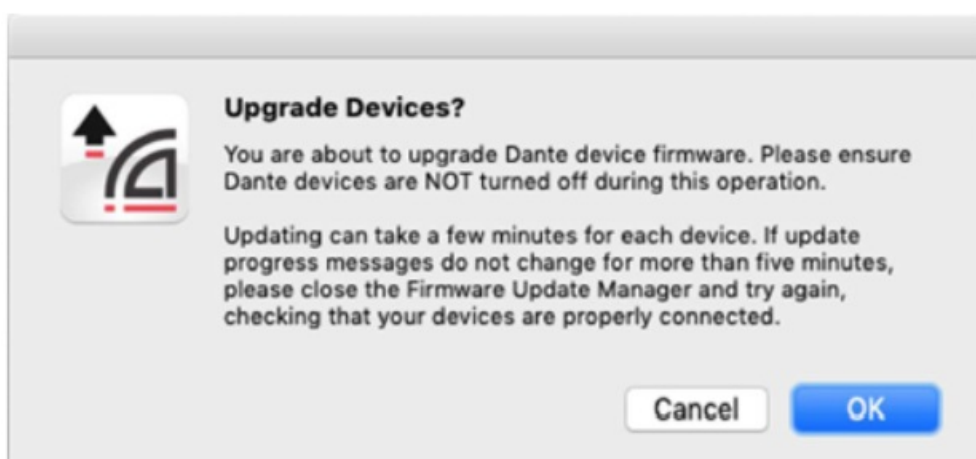 Upgrade Devices?
You are about to upgrade Dante device firmware. Please ensure
Dante devices are NOT turned off during this operation.
Updating can take a few minutes for each device. If update
progress messages do not change for more than five minutes,
please close the Firmware Update Manager and try again,
checking that your devices are properly connected.
Cancel
OK